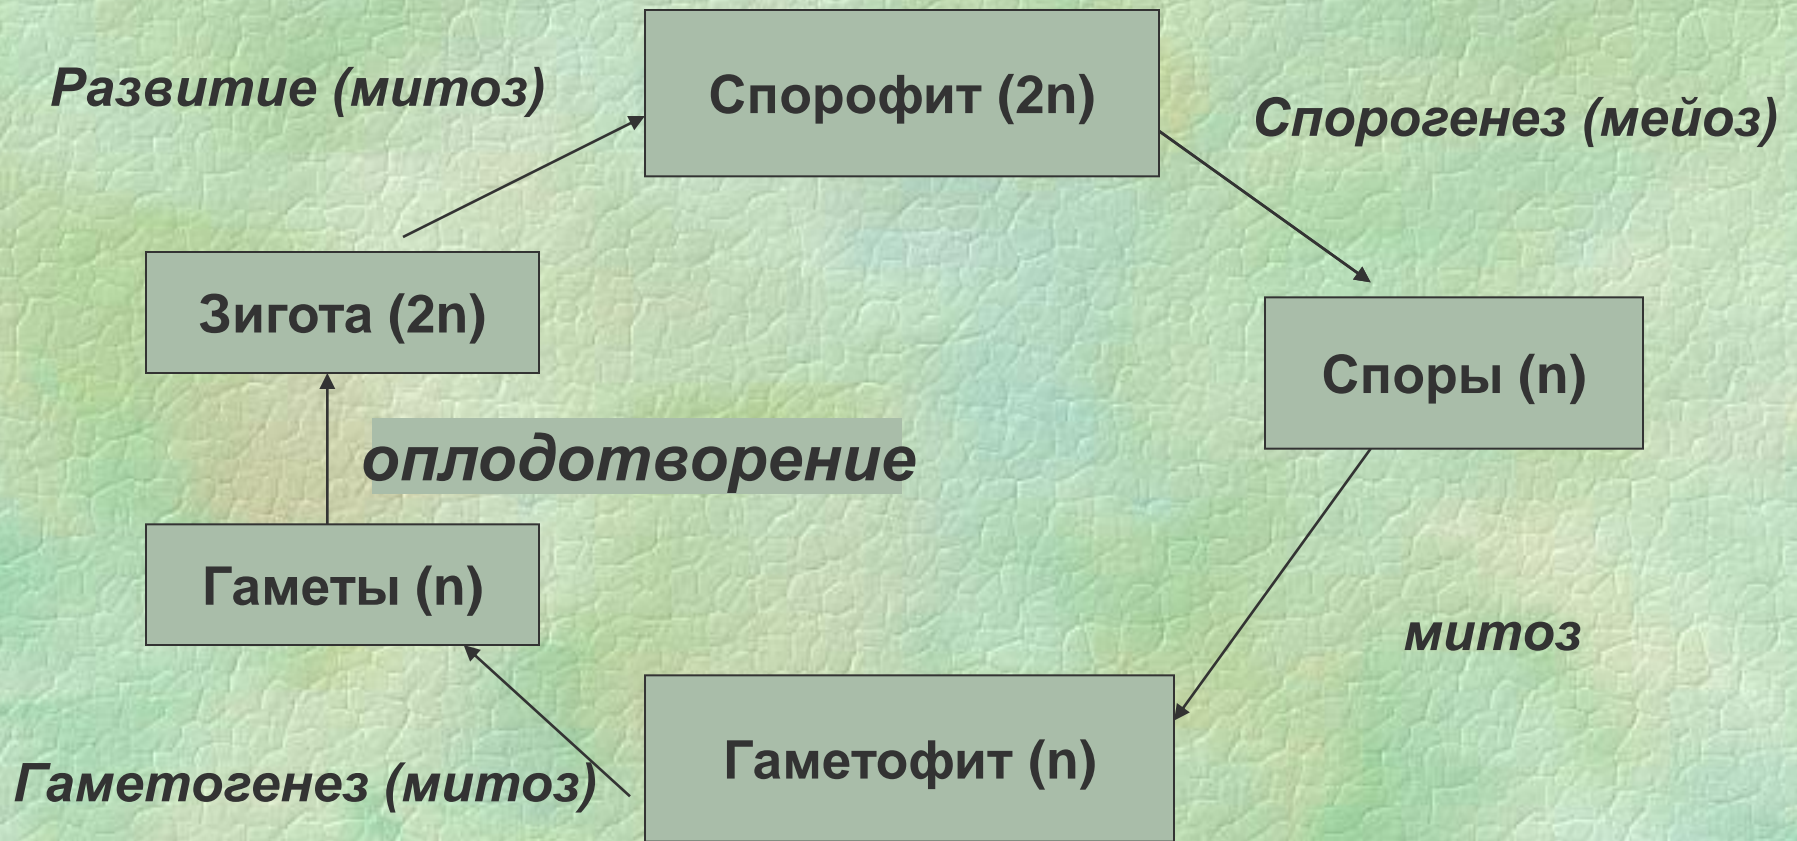 Развитие (митоз)
Спорофит (2n)
Спорогенез (мейоз)
Зигота (2n)
Споры (n)
оплодотворение
Гаметы (n)
митоз
Гаметофит (n)
Гаметогенез (митоз)